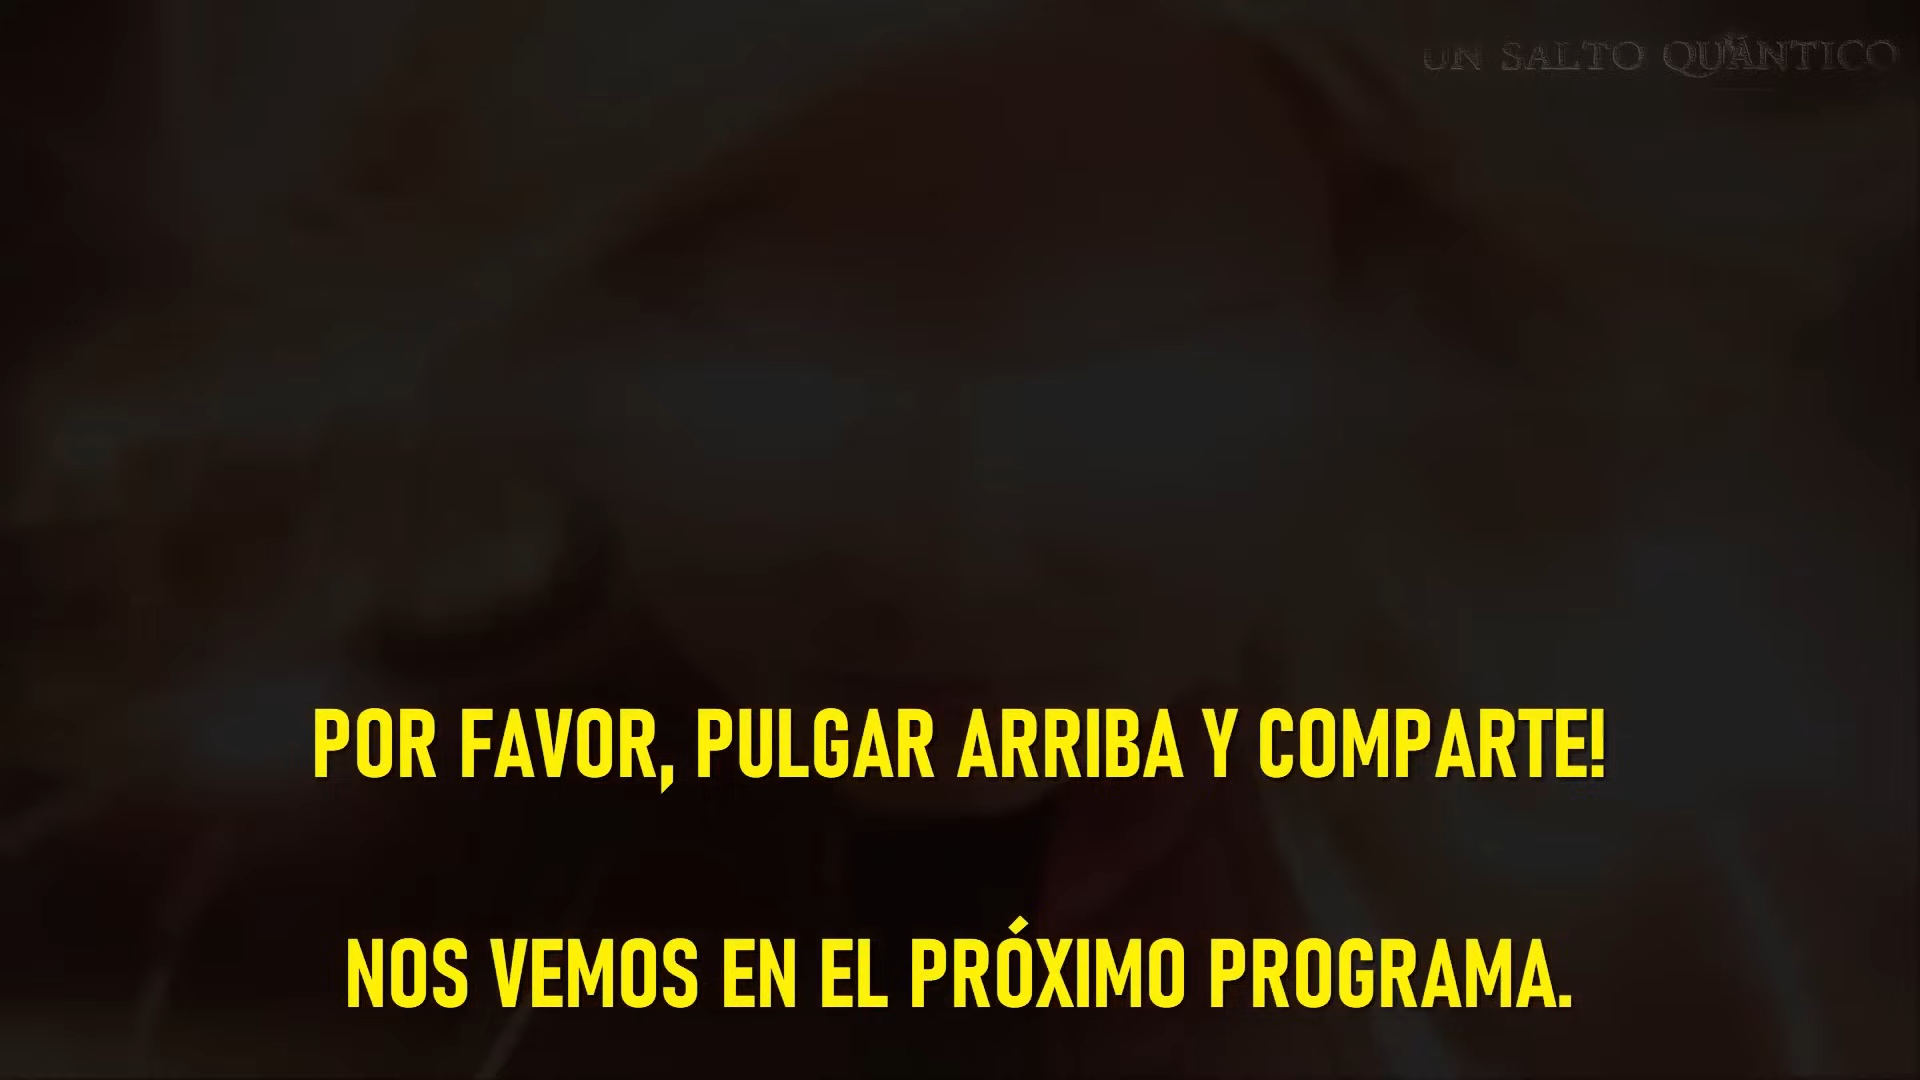 UN SALTO QUÁNTICO
POR FAVOR, PULGAR ARRIBA Y COMPARTE!
NOS VEMOS EN EL PRÓXIMO PROGRAMA.